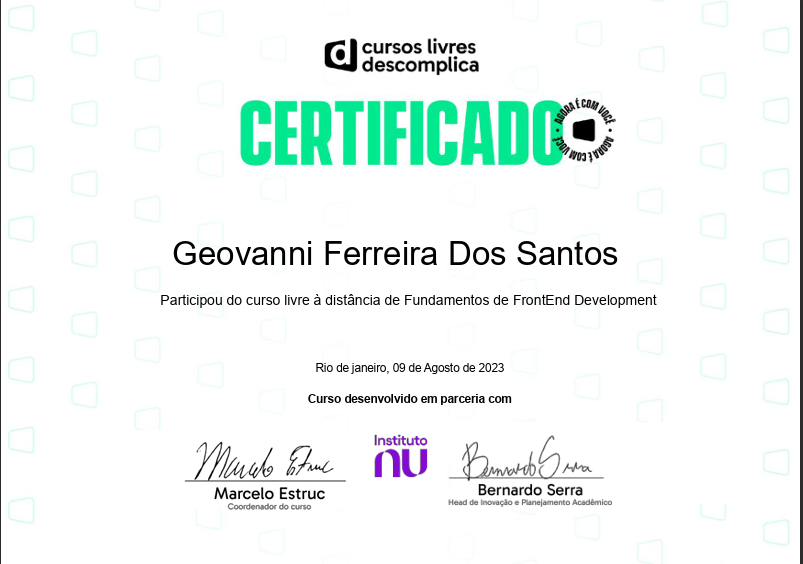 d cursos livres
descomplica
CERTIFICADO
AGORA É COM VOCÊ • AGORA É COM VOCÊ •
Geovanni Ferreira Dos Santos
Participou do curso livre à distância de Fundamentos de FrontEnd Development
Rio de janeiro, 09 de Agosto de 2023
Curso desenvolvido em parceria com
Instituto
nu
Marcelo Estruc
Bernardo Serra
Marcelo Estruc
Coordenador do curso
Bernardo Serra
Head de Inovação e Planejamento Acadêmico